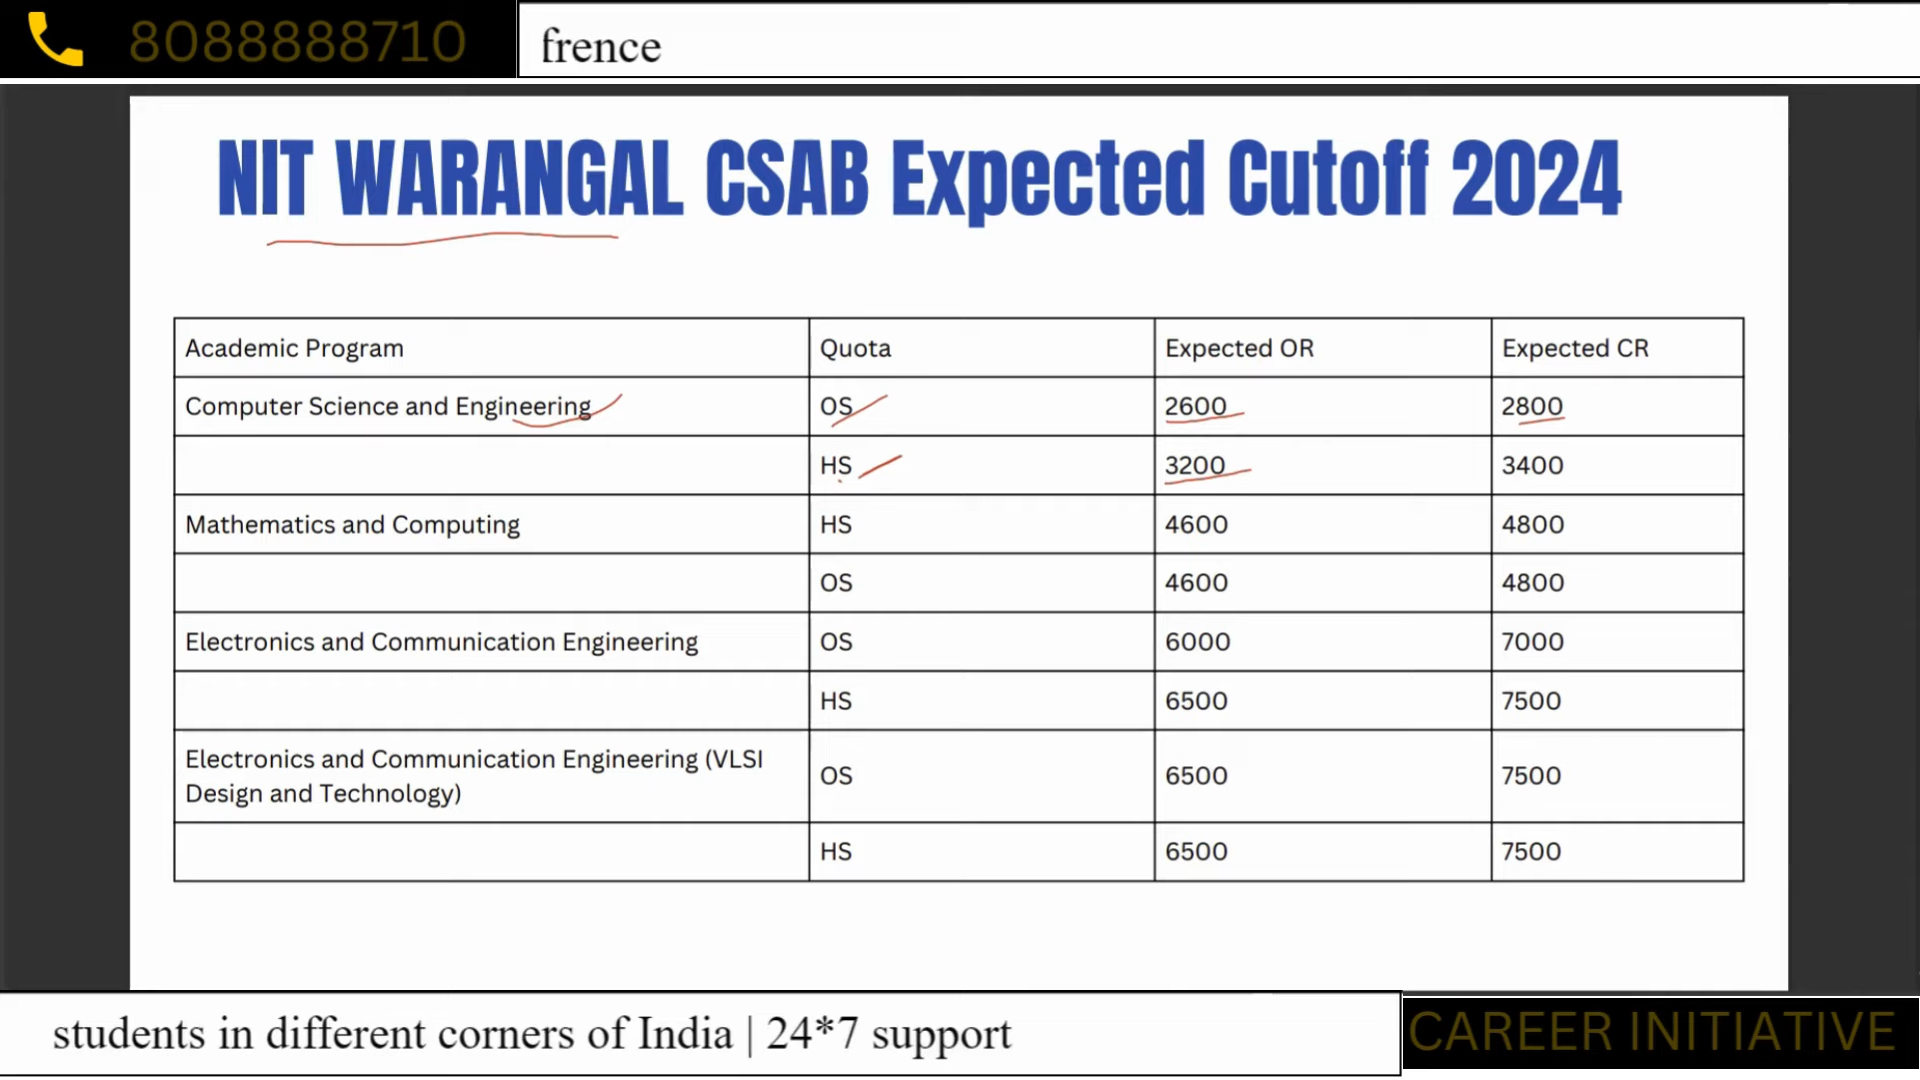 8088888710
frence
NIT WARANGAL CSAB Expected Cutoff 2024
Academic Program Quota Expected OR Expected CR
Computer Science and Engineering OS 2600 2800
HS 3200 3400
Mathematics and Computing HS 4600 4800
OS 4600 4800
Electronics and Communication Engineering OS 6000 7000
HS 6500 7500
Electronics and Communication Engineering (VLSI
Design and Technology) OS 6500 7500
HS 6500 7500
students in different corners of India | 24*7 support
CAREER INITIATIVE